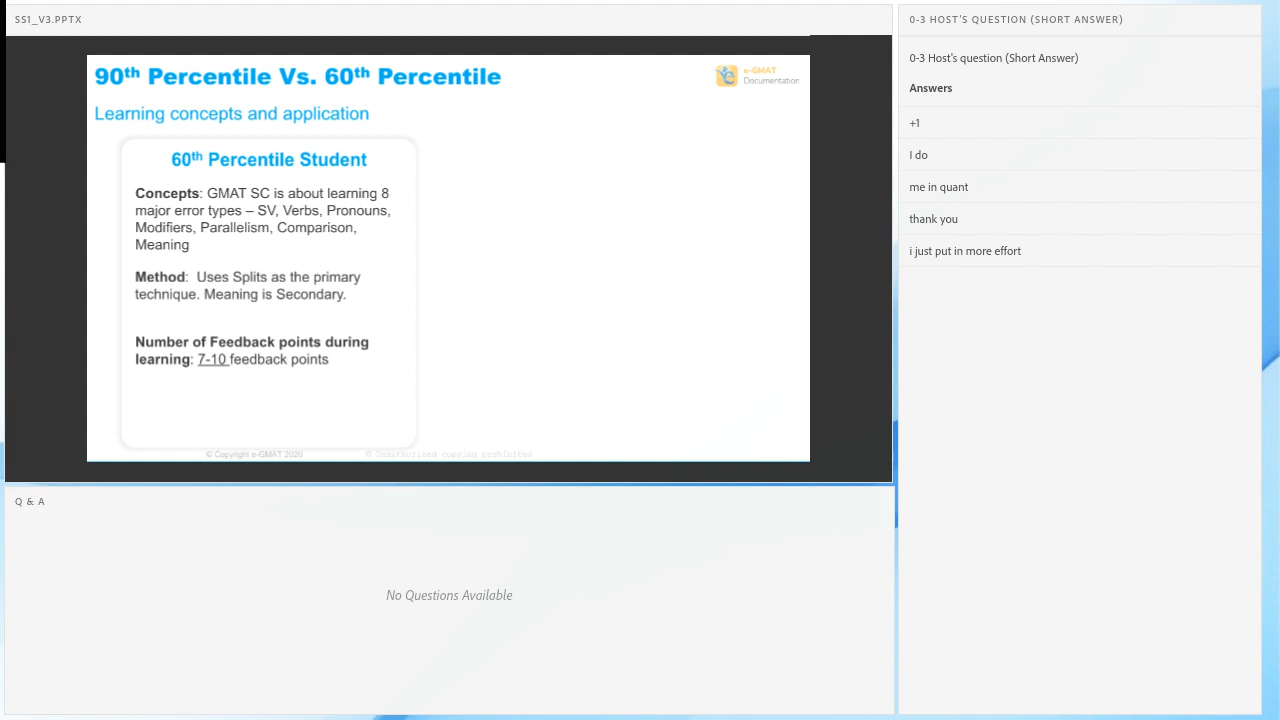 SS1_V3.PPTX
90th Percentile Vs. 60th Percentile
e-GMAT
Documentation
Learning concepts and application
60th Percentile Student
Concepts: GMAT SC is about learning 8
major error types – SV, Verbs, Pronouns,
Modifiers, Parallelism, Comparison,
Meaning
Method:  Uses Splits as the primary
technique. Meaning is Secondary.
Number of Feedback points during
learning: 7-10 feedback points
© Copyright e-GMAT 2020
© Unauthorized copying prohibited
Q & A
No Questions Available
0-3 HOST'S QUESTION (SHORT ANSWER)
0-3 Host's question (Short Answer)
Answers
+1
I do
me in quant
thank you
i just put in more effort